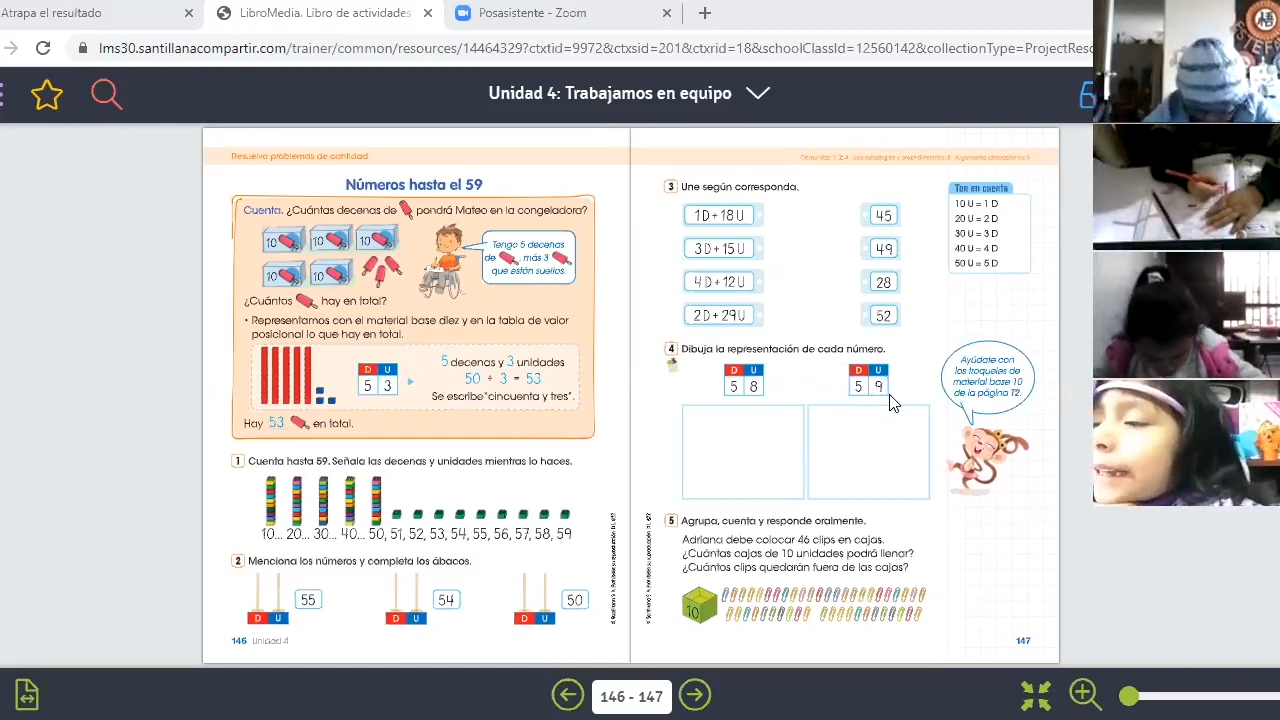 Atrapa el resultado
LibroMedia. Libro de actividades
Posasistente - Zoom
lms30.santillanacompartir.com/trainer/common/resources/14464329?ctxtid=9972&ctxsid=201&ctxrid=18&schoolClassId=12560142&collectionType=ProjectReso
Unidad 4: Trabajamos en equipo
Resuelve problemas de cantidad
Números hasta el 59
Cuenta. ¿Cuántas decenas de pondrá Mateo en la congeladora?
10 10 10
10 10
Tengo 5 decenas
de , más 3
que están sueltos.
¿Cuántos hay en total?
• Representamos con el material base diez y en la tabla de valor
posicional lo que hay en total.
D U
5 3
5 decenas y 3 unidades
50 + 3 = 53
Se escribe "cincuenta y tres".
Hay 53 en total.
1 Cuenta hasta 59. Señala las decenas y unidades mientras lo haces.
10... 20... 30... 40... 50, 51, 52, 53, 54, 55, 56, 57, 58, 59
2 Menciona los números y completa los ábacos.
D U 55
D U 54
D U 50
146 Unidad 4
3 Une según corresponda.
1D+18U 45
3D+15U 49
4D+12U 28
2D+29U 52
Ten en cuenta
10 U = 1 D
20 U = 2 D
30 U = 3 D
40 U = 4 D
50 U = 5 D
4 Dibuja la representación de cada número.
D U
5 8
D U
5 9
Ayúdate con
los troqueles de
material base 10
de la página T2.
5 Agrupa, cuenta y responde oralmente.
Adriana debe colocar 46 clips en cajas.
¿Cuántas cajas de 10 unidades podrá llenar?
¿Cuántos clips quedarán fuera de las cajas?
10
147
146 - 147